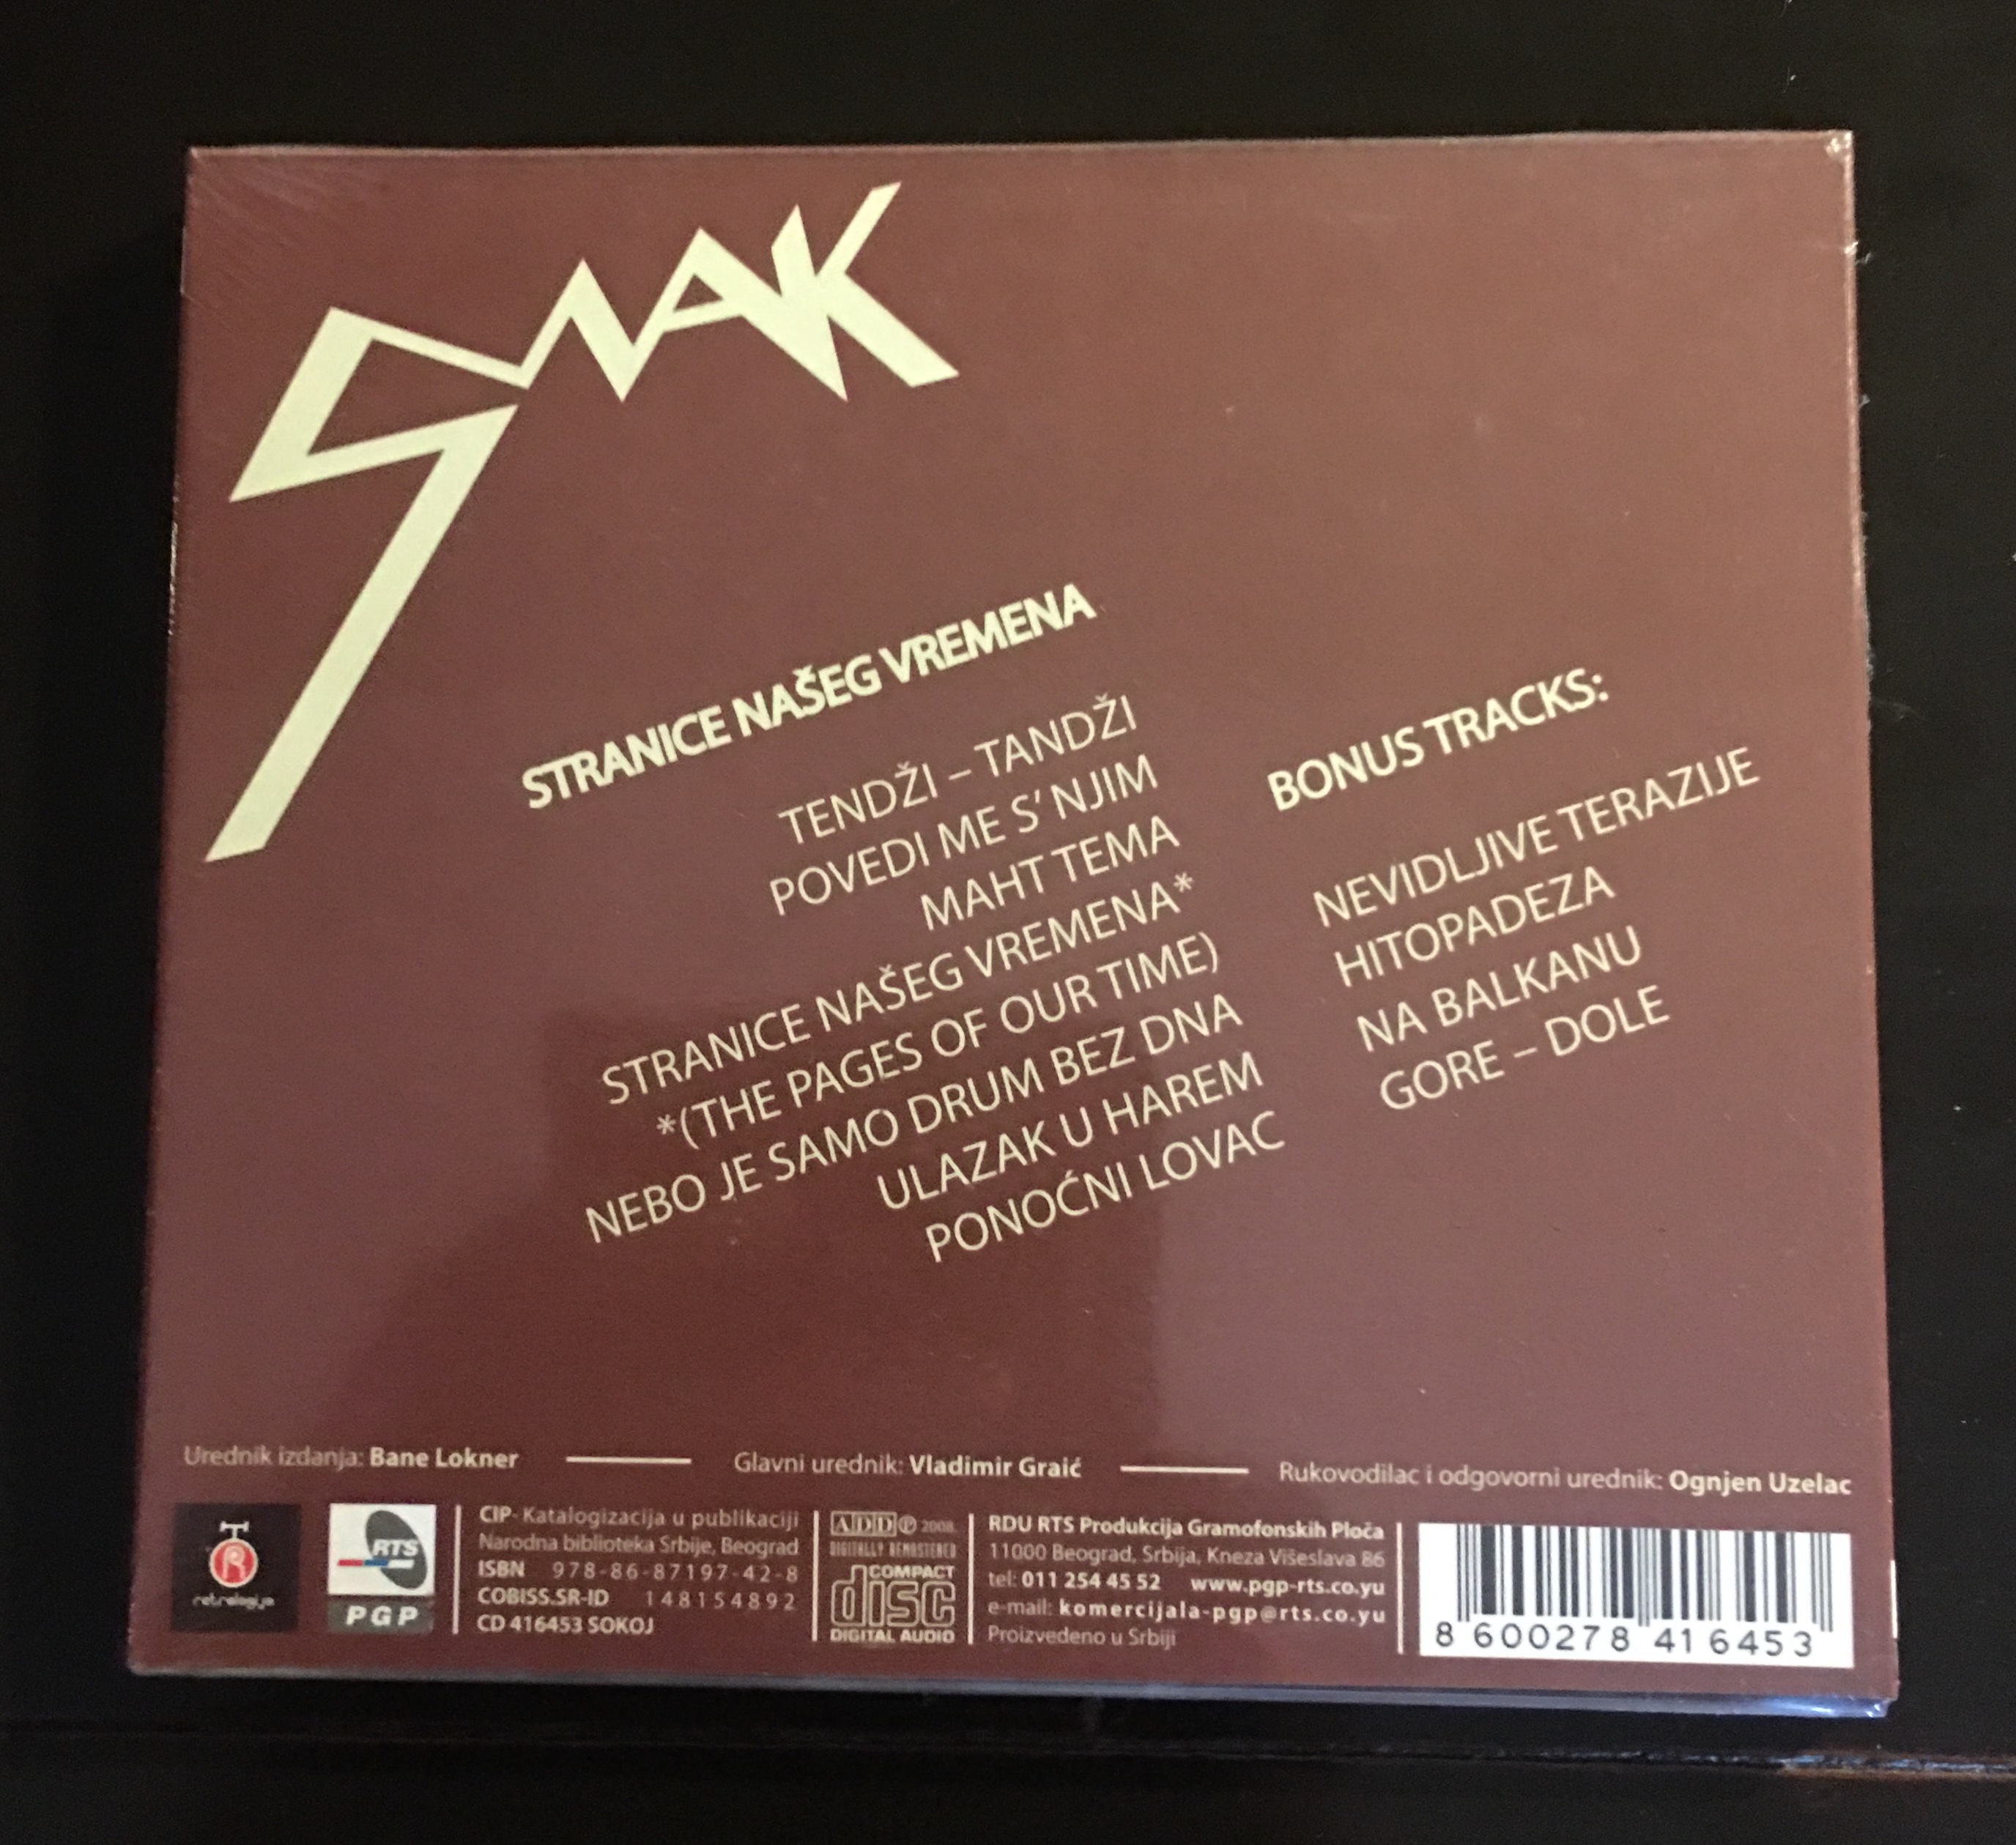 SMAK
STRANICE NAŠEG VREMENA
TENDŽI – TANDŽI
POVEDI ME S' NJIM
MAHT TEMA
STRANICE NAŠEG VREMENA*
*(THE PAGES OF OUR TIME)
NEBO JE SAMO DRUM BEZ DNA
ULAZAK U HAREM
PONOĆNI LOVAC
BONUS TRACKS:
NEVIDLJIVE TERAZIJE
HITOPADEZA
NA BALKANU
GORE – DOLE
Urednik izdanja: Bane Lokner
Glavni urednik: Vladimir Graić
Rukovodilac i odgovorni urednik: Ognjen Uzelac
R
retrologija
RTS
PGP
CIP- Katalogizacija u publikaciji
Narodna biblioteka Srbije, Beograd
ISBN 978-86-87197-42-8
COBISS.SR-ID 148154892
CD 416453 SOKOJ
ADD ℗ 2008.
DIGITALLY REMASTERED
COMPACT
disc
DIGITAL AUDIO
RDU RTS Produkcija Gramofonskih Ploča
11000 Beograd, Srbija, Kneza Višeslava 86
tel: 011 254 45 52 www.pgp-rts.co.yu
e-mail: komercijala-pgp@rts.co.yu
Proizvedeno u Srbiji
8 600278 416453